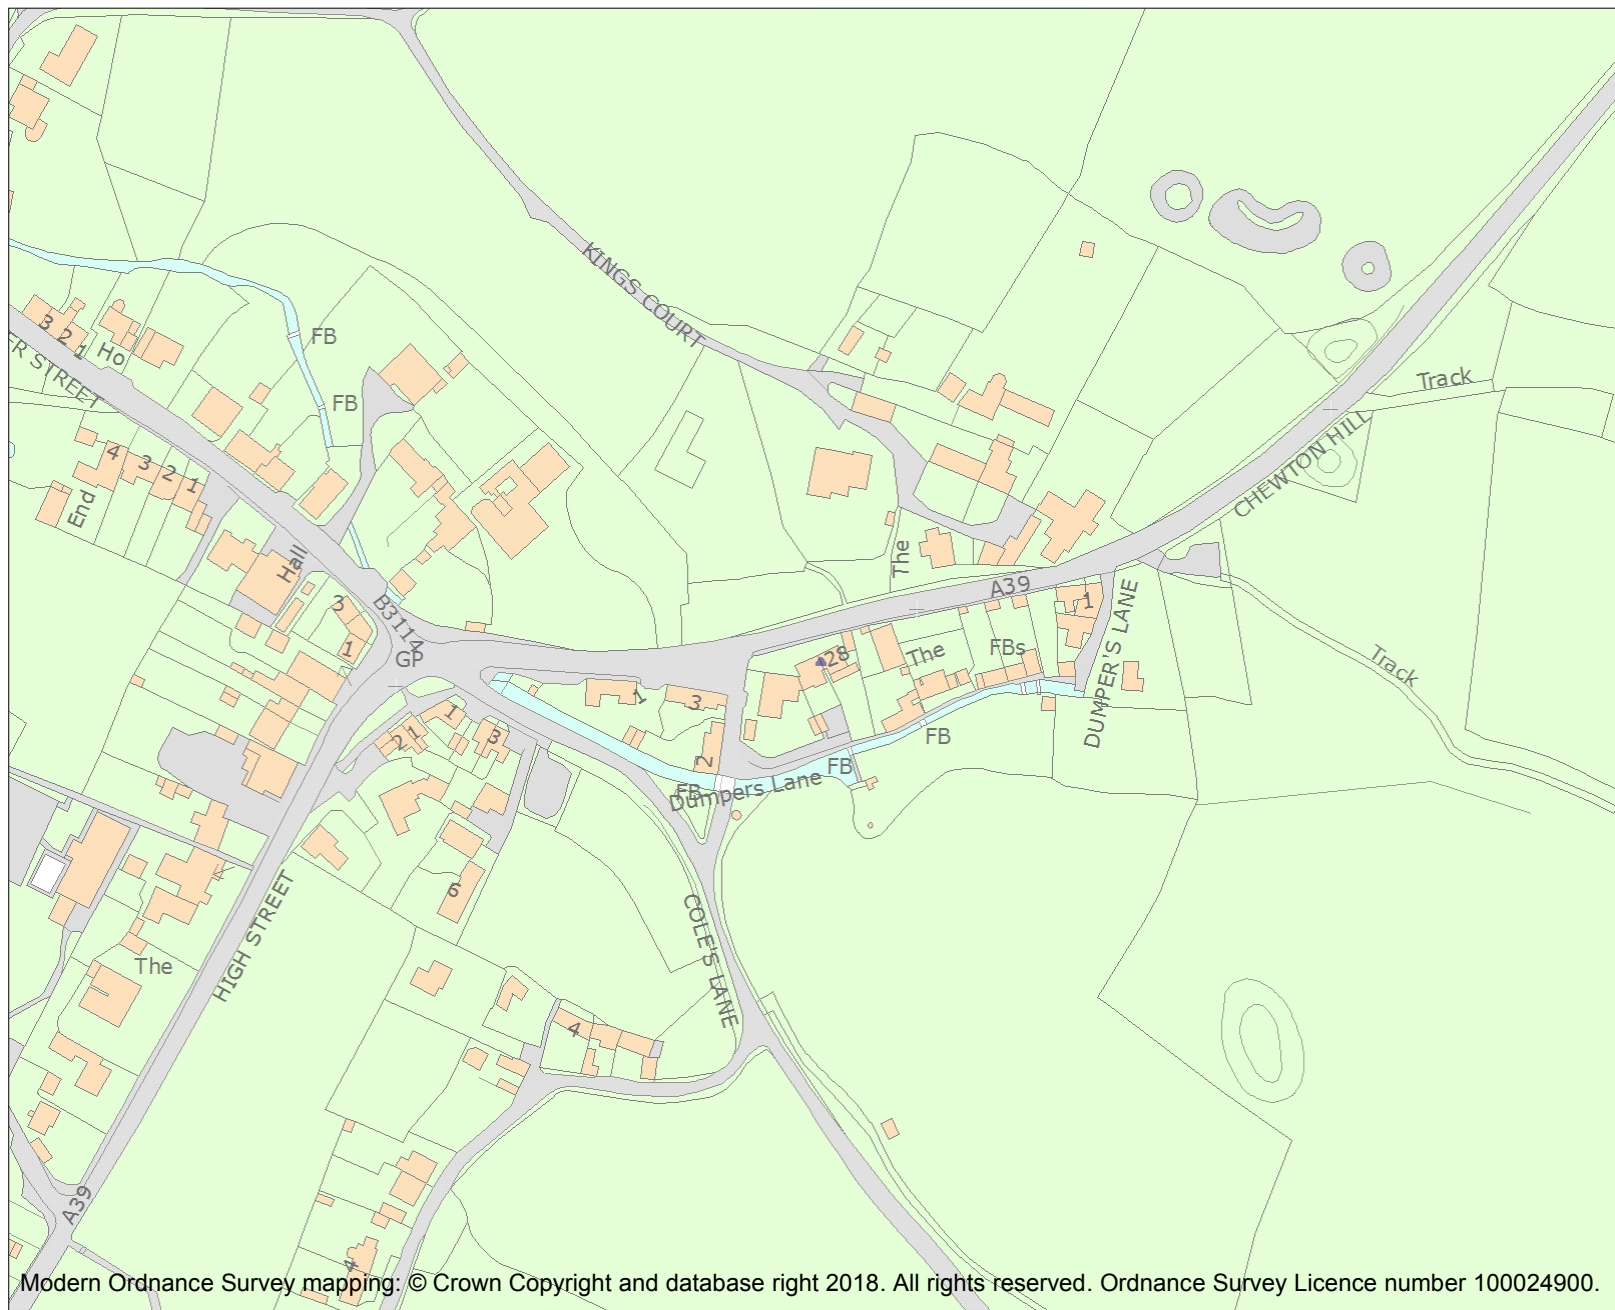 KINGS COURT
FB
3 2 1
Ho
ER STREET
FB
Track
CHEWTON HILL
4 3 2 1
End
Hall
The
A39
1
DUMPER'S LANE
3
1
B3114
GP
28
The
FBs
Track
1
3
1
2 1
3
2
FB
FB
FB
Dumpers Lane
6
HIGH STREET
COLE'S LANE
The
4
A39
4
Modern Ordnance Survey mapping: © Crown Copyright and database right 2018. All rights reserved. Ordnance Survey Licence number 100024900.